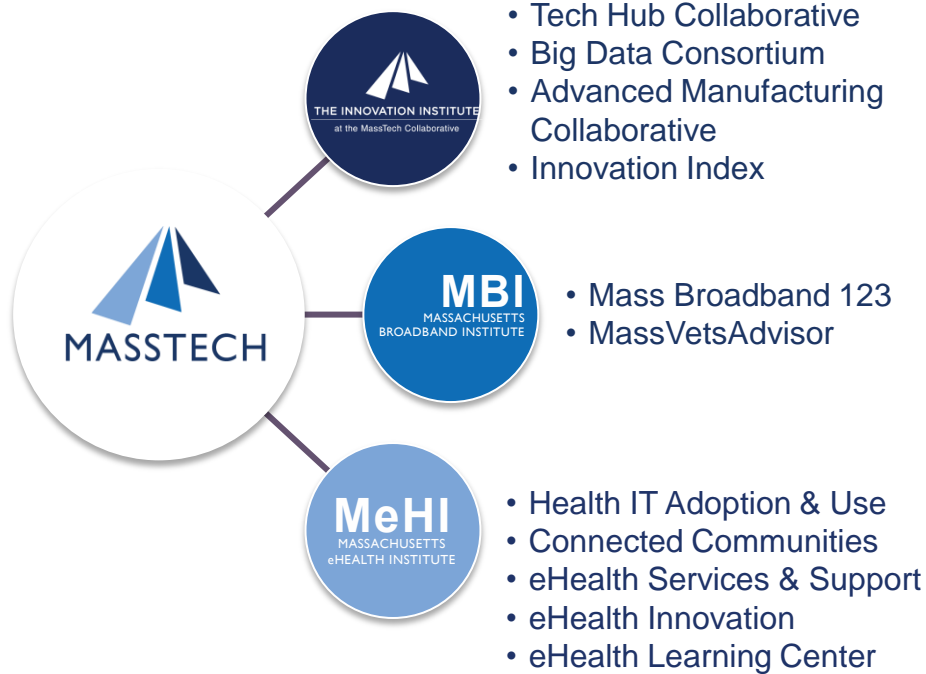 • Tech Hub Collaborative
• Big Data Consortium
• Advanced Manufacturing
Collaborative
• Innovation Index
THE INNOVATION INSTITUTE
at the MassTech Collaborative
MASSTECH
MBI
MASSACHUSETTS
BROADBAND INSTITUTE
• Mass Broadband 123
• MassVetsAdvisor
MeHI
MASSACHUSETTS
eHEALTH INSTITUTE
• Health IT Adoption & Use
• Connected Communities
• eHealth Services & Support
• eHealth Innovation
• eHealth Learning Center